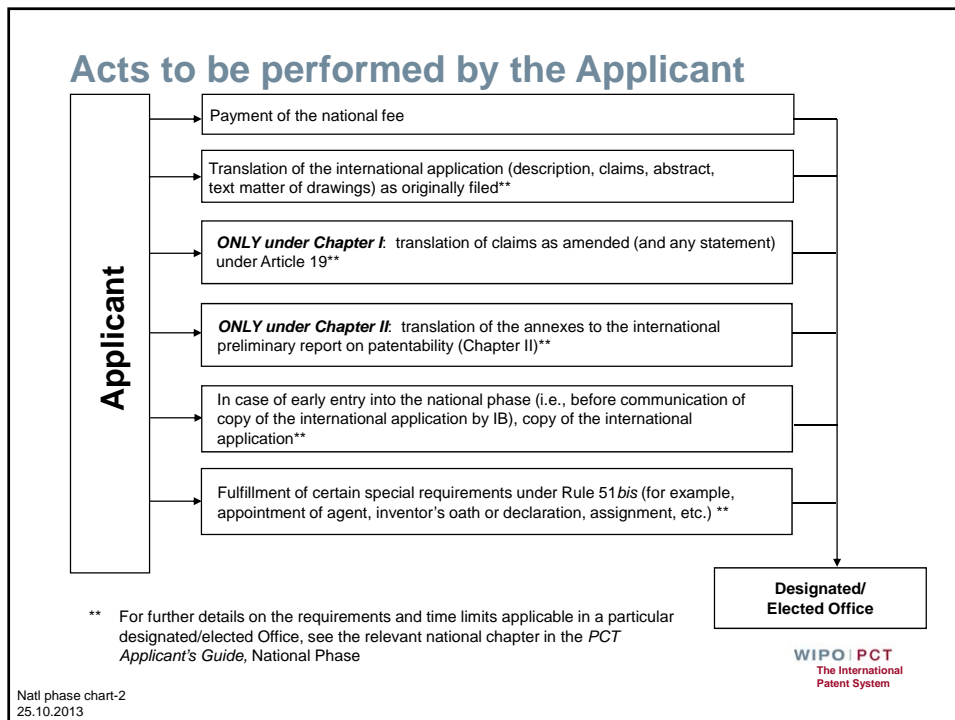 Acts to be performed by the Applicant
Applicant
Payment of the national fee
Translation of the international application (description, claims, abstract,
text matter of drawings) as originally filed**
ONLY under Chapter I:  translation of claims as amended (and any statement)
under Article 19**
ONLY under Chapter II:  translation of the annexes to the international
preliminary report on patentability (Chapter II)**
In case of early entry into the national phase (i.e., before communication of
copy of the international application by IB), copy of the international
application**
Fulfillment of certain special requirements under Rule 51bis (for example,
appointment of agent, inventor’s oath or declaration, assignment, etc.) **
Designated/
Elected Office
** For further details on the requirements and time limits applicable in a particular
designated/elected Office, see the relevant national chapter in the PCT
Applicant’s Guide, National Phase
WIPO|PCT
The International
Patent System
Natl phase chart-2
25.10.2013